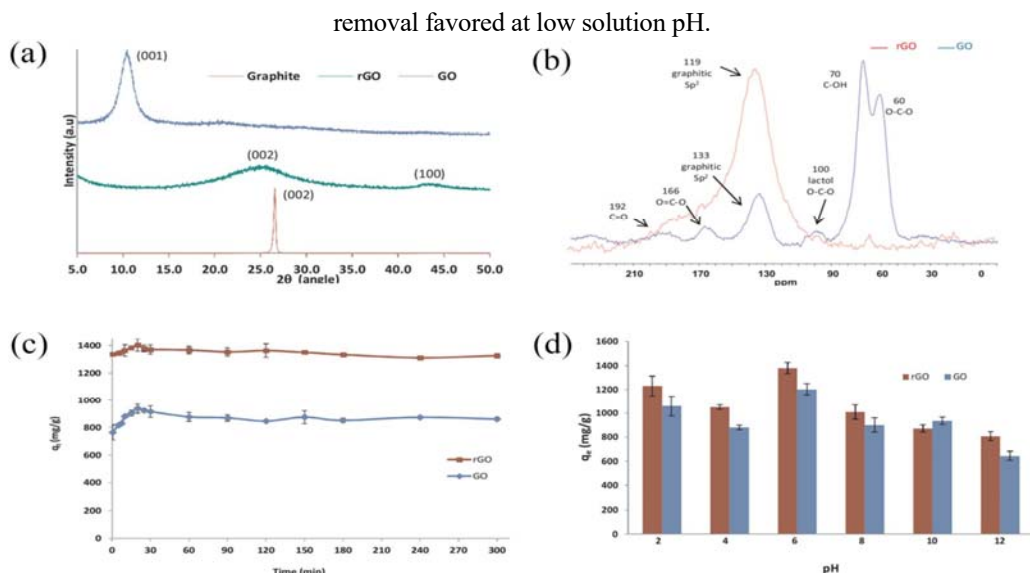 removal favored at low solution pH.
(a)
(001)
Graphite
rGO
GO
(002)
(100)
(002)
Intensity (a.u)
5.0
10.0
15.0
20.0
25.0
30.0
35.0
40.0
45.0
50.0
2θ (angle)
(b)
rGO
GO
119
graphitic
Sp²
70
C-OH
60
O-C-O
133
graphitic
Sp²
100
lactol
O-C-O
166
O=C-O
192
C=O
210
170
130
90
60
30
0
ppm
(c)
1400
1200
1000
800
600
400
200
0
qt (mg/g)
rGO
GO
0
30
60
90
120
150
180
210
240
270
300
Time (min)
(d)
1600
1400
1200
1000
800
600
400
200
0
qe (mg/g)
rGO
GO
2
4
6
8
10
12
pH